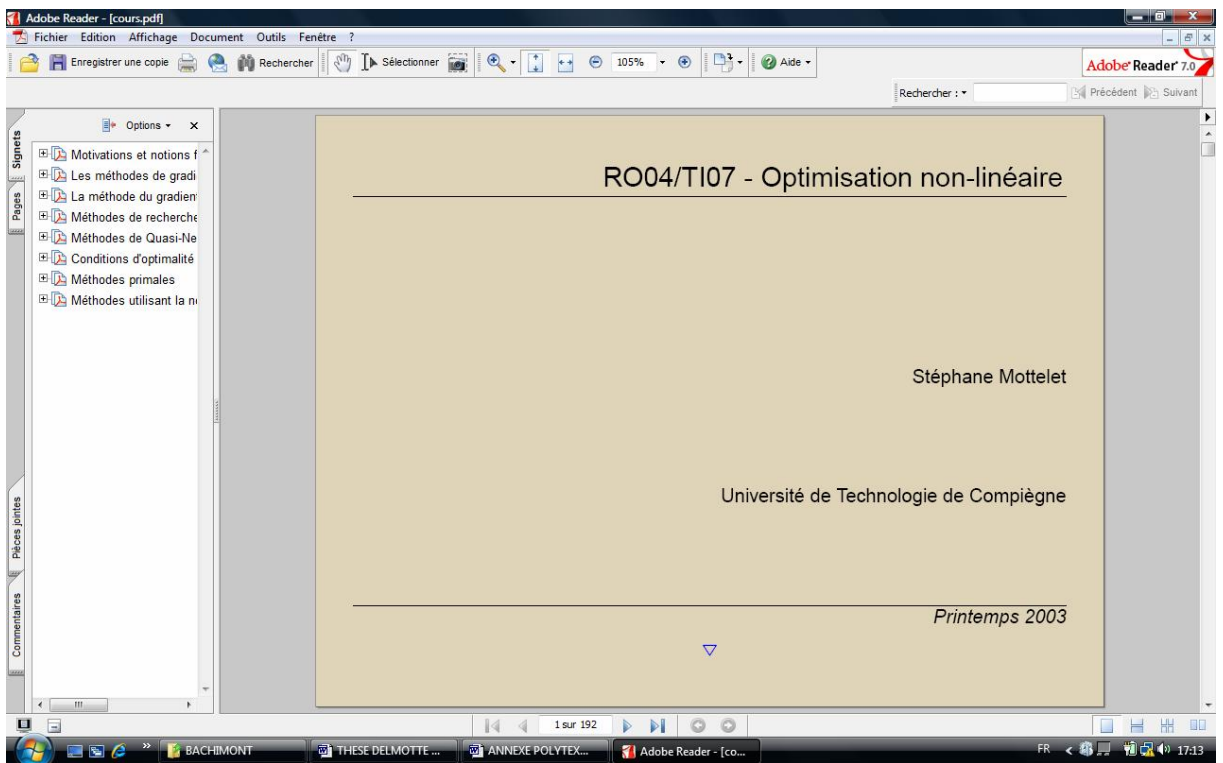 Adobe Reader - [cours.pdf]
Fichier Edition Affichage Document Outils Fenêtre ?
Enregistrer une copie Rechercher Sélectionner 105% Aide
Adobe Reader 7.0
Rechercher : Précédent Suivant
Options
Signets
Pages
Pièces jointes
Commentaires
Motivations et notions f
Les méthodes de gradi
La méthode du gradien
Méthodes de recherche
Méthodes de Quasi-Ne
Conditions d'optimalité
Méthodes primales
Méthodes utilisant la n
RO04/TI07 - Optimisation non-linéaire
Stéphane Mottelet
Université de Technologie de Compiègne
Printemps 2003
1 sur 192
BACHIMONT THESE DELMOTTE ... ANNEXE POLYTEX... Adobe Reader - [co... FR 17:13